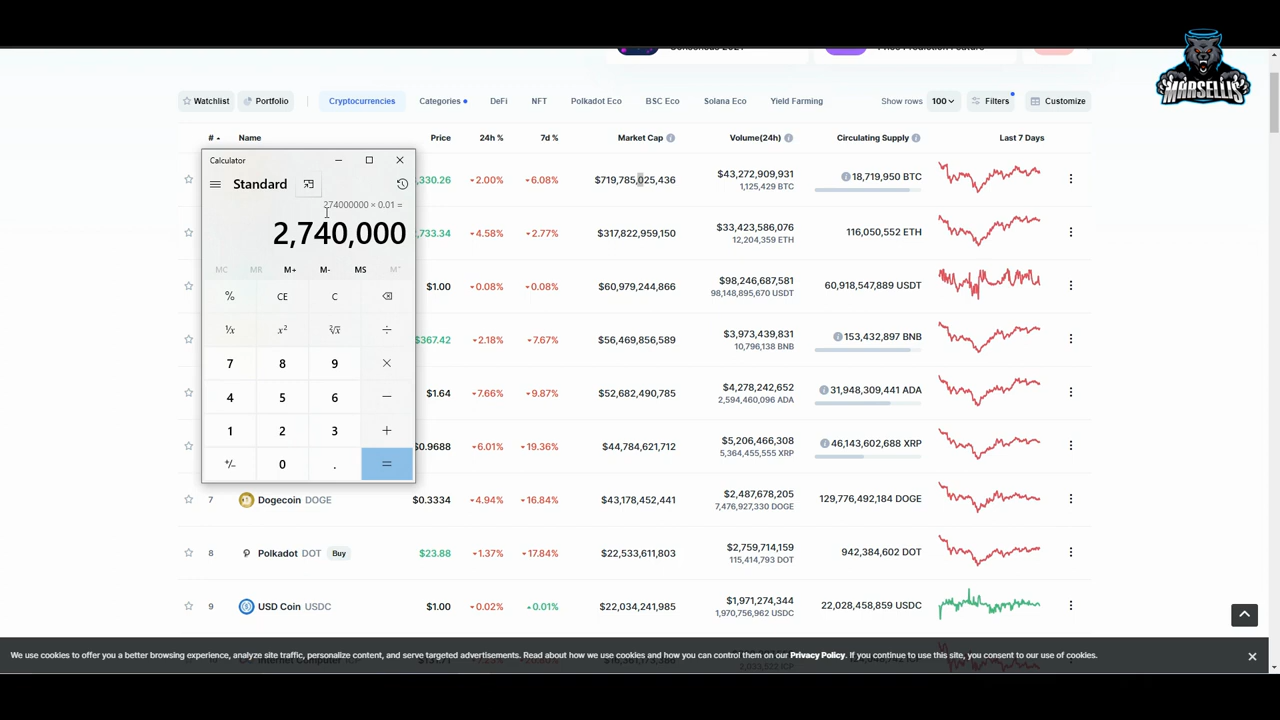 MARSELLIS
Watchlist Portfolio Cryptocurrencies Categories DeFi NFT Polkadot Eco BSC Eco Solana Eco Yield Farming Show rows 100 Filters Customize
# Name Price 24h % 7d % Market Cap Volume(24h) Circulating Supply Last 7 Days
,330.26 2.00% 6.08% $719,785,025,436 $43,272,909,931 18,719,950 BTC
1,125,429 BTC
,733.34 4.58% 2.77% $317,822,959,150 $33,423,586,076 116,050,552 ETH
12,204,359 ETH
$1.00 0.08% 0.08% $60,979,244,866 $98,246,687,581 60,918,547,889 USDT
98,148,895,670 USDT
$367.42 2.18% 7.67% $56,469,856,589 $3,973,439,831 153,432,897 BNB
10,796,138 BNB
$1.64 7.66% 9.87% $52,682,490,785 $4,278,242,652 31,948,309,441 ADA
2,594,460,096 ADA
$0.9688 6.01% 19.36% $44,784,621,712 $5,206,466,308 46,143,602,688 XRP
5,364,455,555 XRP
7 Dogecoin DOGE $0.3334 4.94% 16.84% $43,178,452,441 $2,487,678,205 129,776,492,184 DOGE
7,476,927,330 DOGE
8 Polkadot DOT Buy $23.88 1.37% 17.84% $22,533,611,803 $2,759,714,159 942,384,602 DOT
115,414,793 DOT
9 USD Coin USDC $1.00 0.02% 0.01% $22,034,241,985 $1,971,274,344 22,028,458,859 USDC
1,970,756,962 USDC
Calculator
Standard
274000000 × 0.01 =
2,740,000
MC MR M+ M- MS M˅
% CE C
¹/x x² ²√x ÷
7 8 9 ×
4 5 6 −
1 2 3 +
+/− 0 . =
We use cookies to offer you a better browsing experience, analyze site traffic, personalize content, and serve targeted advertisements. Read about how we use cookies and how you can control them on our Privacy Policy. If you continue to use this site, you consent to our use of cookies.